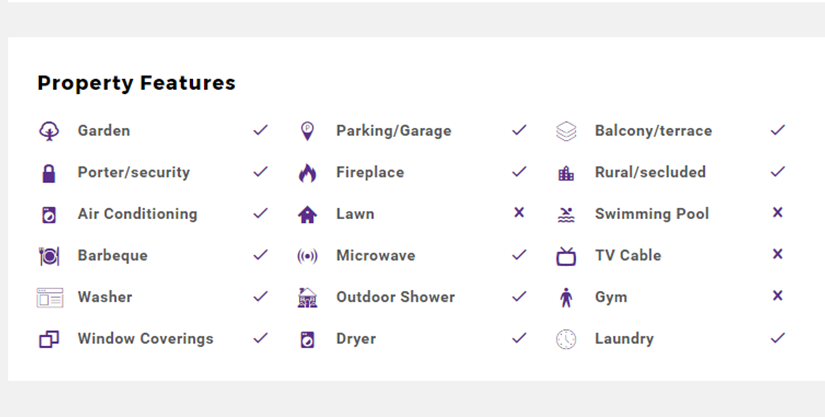 Property Features
Garden ✓ Parking/Garage ✓ Balcony/terrace ✓
Porter/security ✓ Fireplace ✓ Rural/secluded ✓
Air Conditioning ✓ Lawn × Swimming Pool ×
Barbeque ✓ Microwave ✓ TV Cable ×
Washer ✓ Outdoor Shower ✓ Gym ×
Window Coverings ✓ Dryer ✓ Laundry ✓